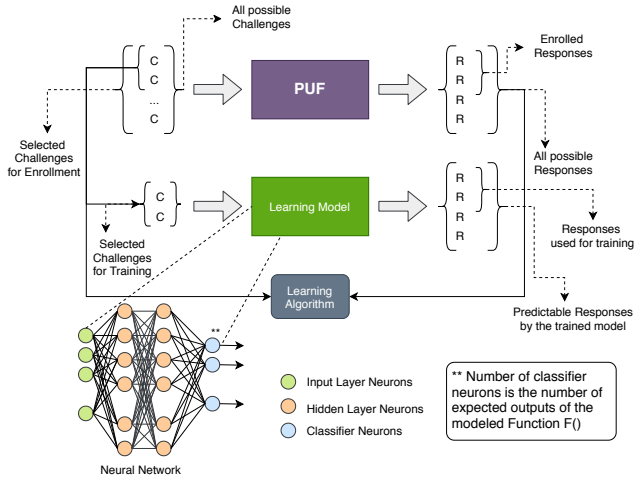 All possible
Challenges
Enrolled
Responses
C
C
...
C
PUF
R
R
R
R
Selected
Challenges
for Enrollment
All possible
Responses
C
C
Learning Model
R
R
R
R
Selected
Challenges
for Training
Responses
used for training
Learning
Algorithm
Predictable Responses
by the trained model
**
Input Layer Neurons
Hidden Layer Neurons
Classifier Neurons
** Number of classifier
neurons is the number of
expected outputs of the
modeled Function F()
Neural Network